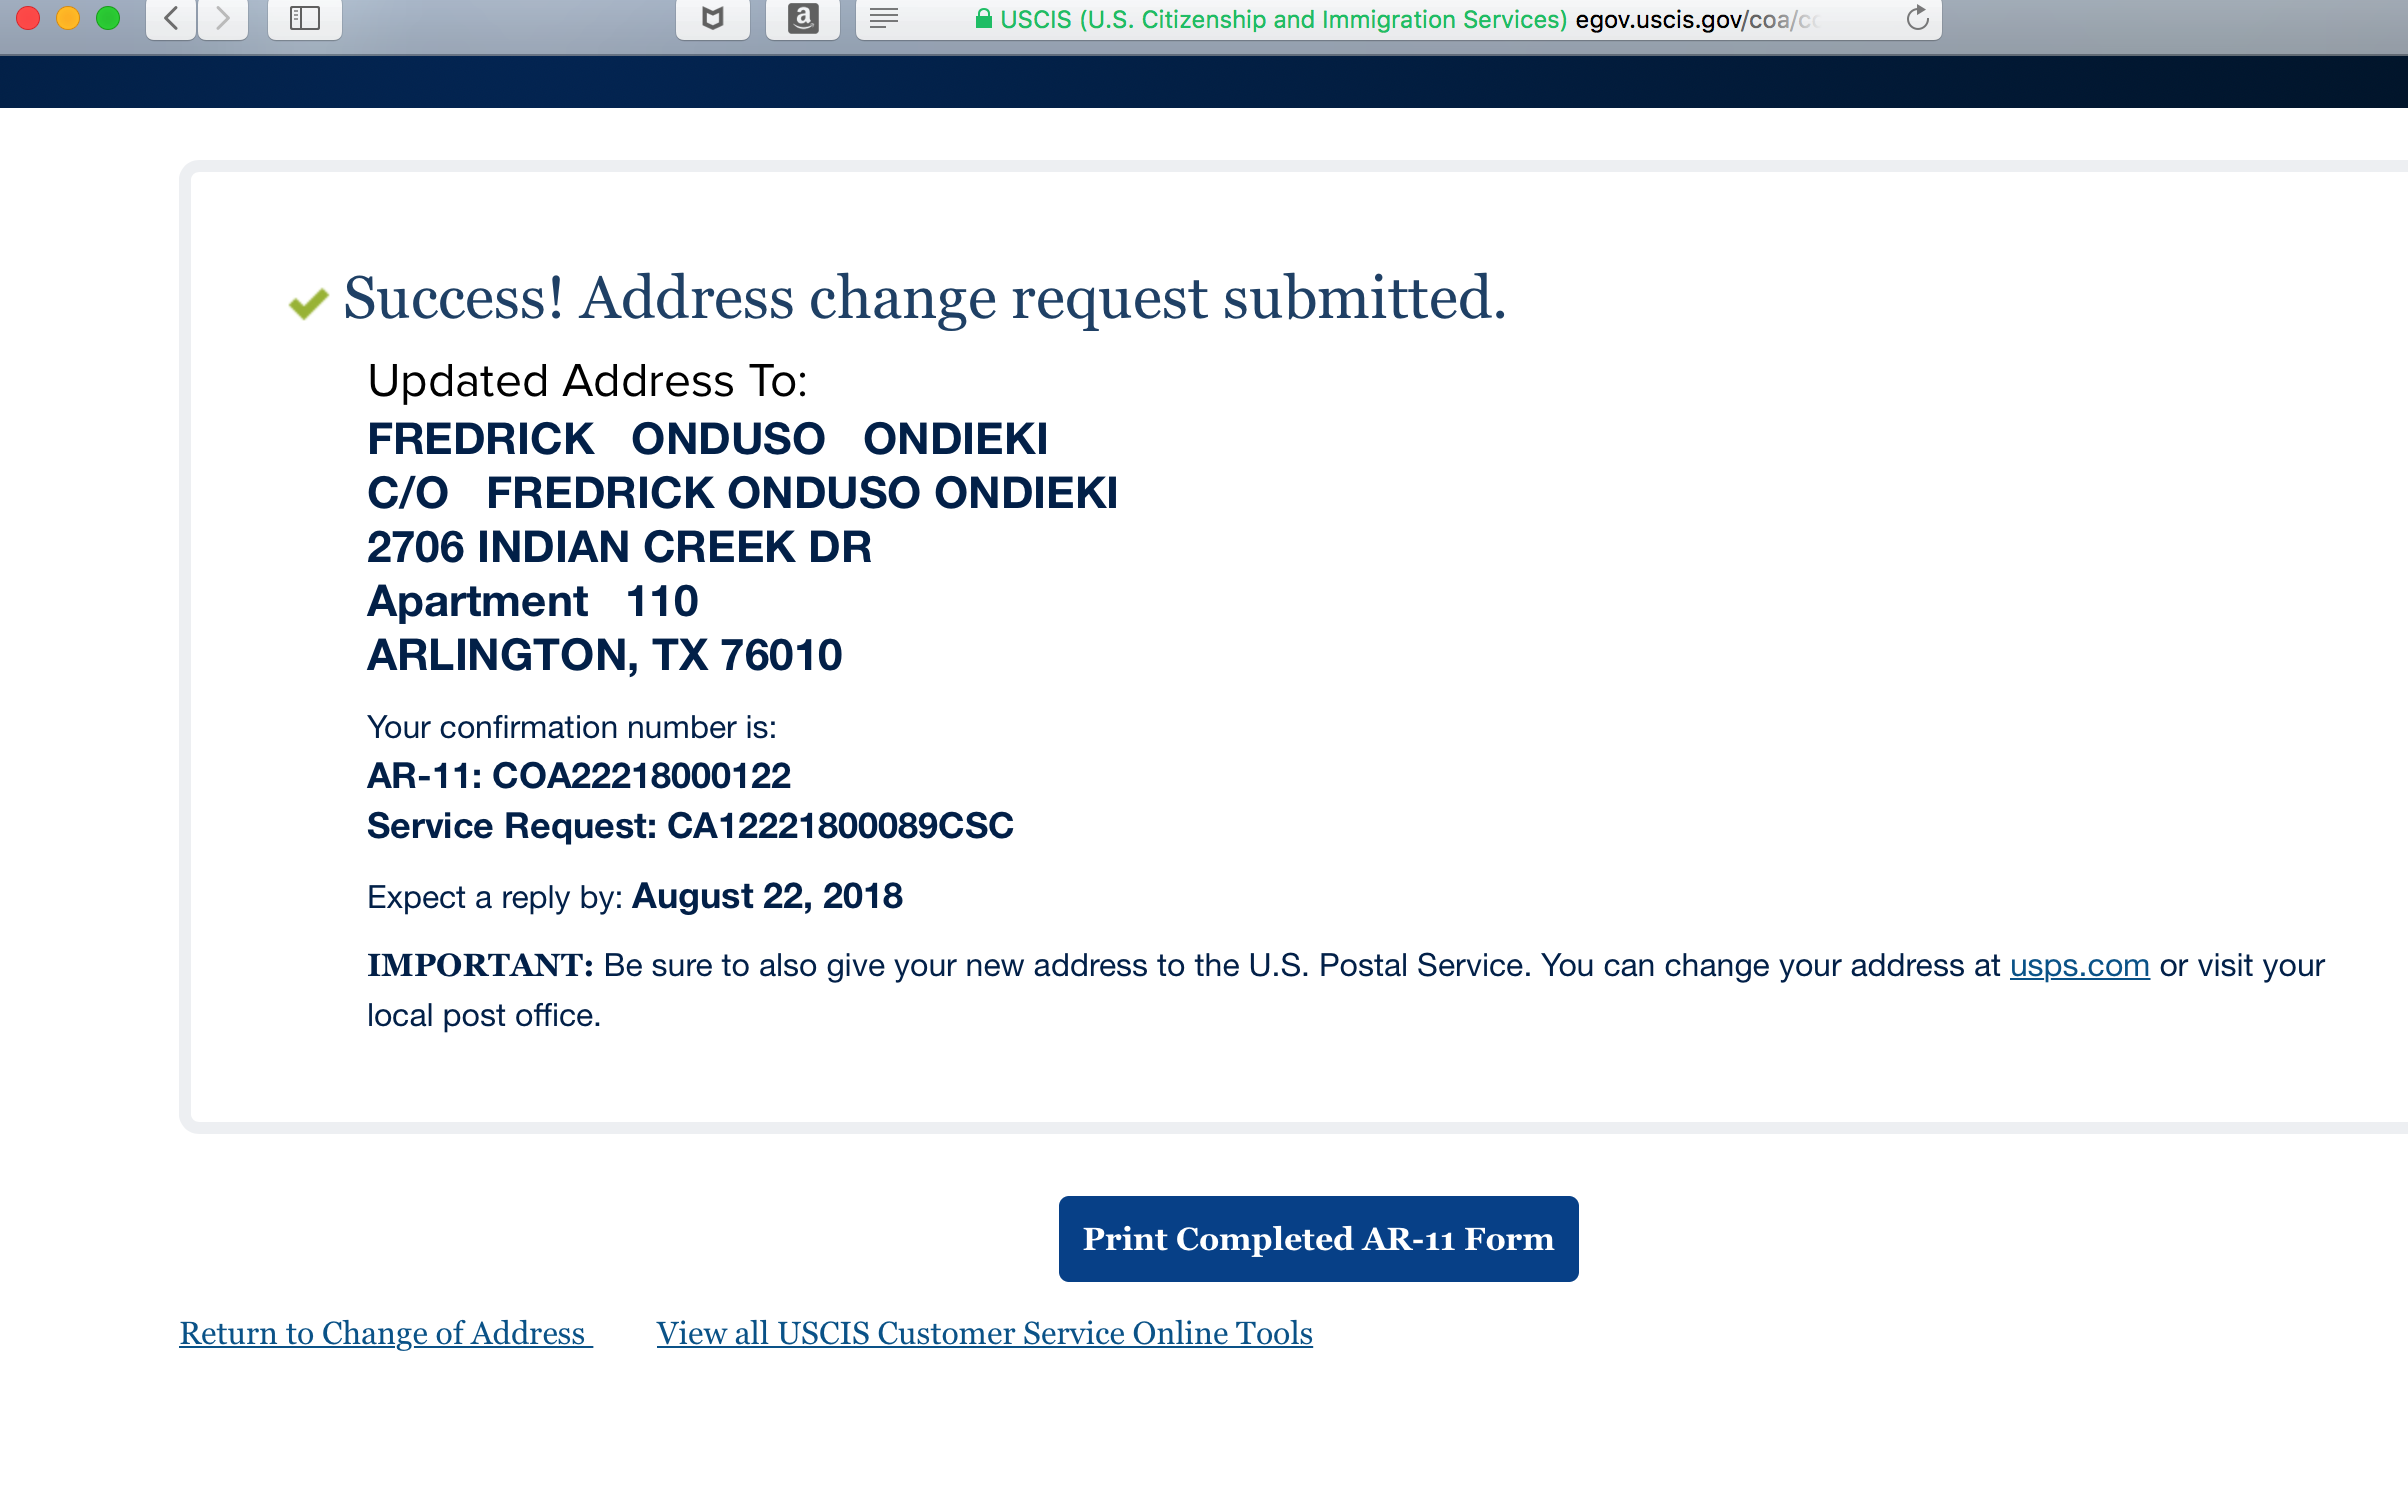 USCIS (U.S. Citizenship and Immigration Services) egov.uscis.gov/coa/cc
Success! Address change request submitted.
Updated Address To:
FREDRICK ONDUSO ONDIEKI
C/O FREDRICK ONDUSO ONDIEKI
2706 INDIAN CREEK DR
Apartment 110
ARLINGTON, TX 76010
Your confirmation number is:
AR-11: COA22218000122
Service Request: CA12221800089CSC
Expect a reply by: August 22, 2018
IMPORTANT: Be sure to also give your new address to the U.S. Postal Service. You can change your address at usps.com or visit your
local post office.
Print Completed AR-11 Form
Return to Change of Address View all USCIS Customer Service Online Tools